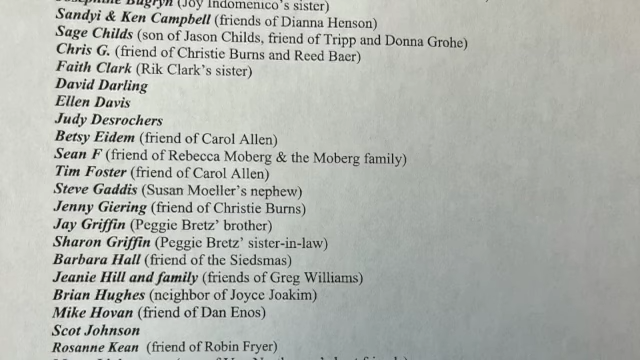 Bugryn (Joy Indomenico's sister)
Sandyi & Ken Campbell (friends of Dianna Henson)
Sage Childs (son of Jason Childs, friend of Tripp and Donna Grohe)
Chris G. (friend of Christie Burns and Reed Baer)
Faith Clark (Rik Clark's sister)
David Darling
Ellen Davis
Judy Desrochers
Betsy Eidem (friend of Carol Allen)
Sean F (friend of Rebecca Moberg & the Moberg family)
Tim Foster (friend of Carol Allen)
Steve Gaddis (Susan Moeller's nephew)
Jenny Giering (friend of Christie Burns)
Jay Griffin (Peggie Bretz' brother)
Sharon Griffin (Peggie Bretz' sister-in-law)
Barbara Hall (friend of the Siedsmas)
Jeanie Hill and family (friends of Greg Williams)
Brian Hughes (neighbor of Joyce Joakim)
Mike Hovan (friend of Dan Enos)
Scot Johnson
Rosanne Kean (friend of Robin Fryer)